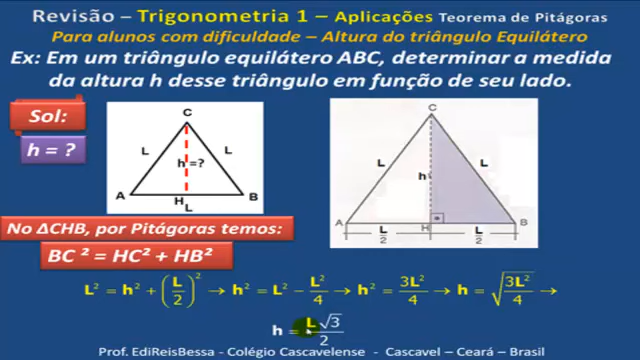 Revisão – Trigonometria 1 – Aplicações Teorema de Pitágoras
Para alunos com dificuldade – Altura do triângulo Equilátero
Ex: Em um triângulo equilátero ABC, determinar a medida
da altura h desse triângulo em função de seu lado.
Sol:
h = ?
C
L
L
h =?
A
H
B
L
C
L
L
h
A
H
B
L/2
L/2
No ΔCHB, por Pitágoras temos:
BC² = HC² + HB²
L² = h² + (L/2)² → h² = L² – L²/4 → h² = 3L²/4 → h = √(3L²/4) →
h = L√3/2
Prof. EdiReisBessa - Colégio Cascavelense - Cascavel – Ceará – Brasil